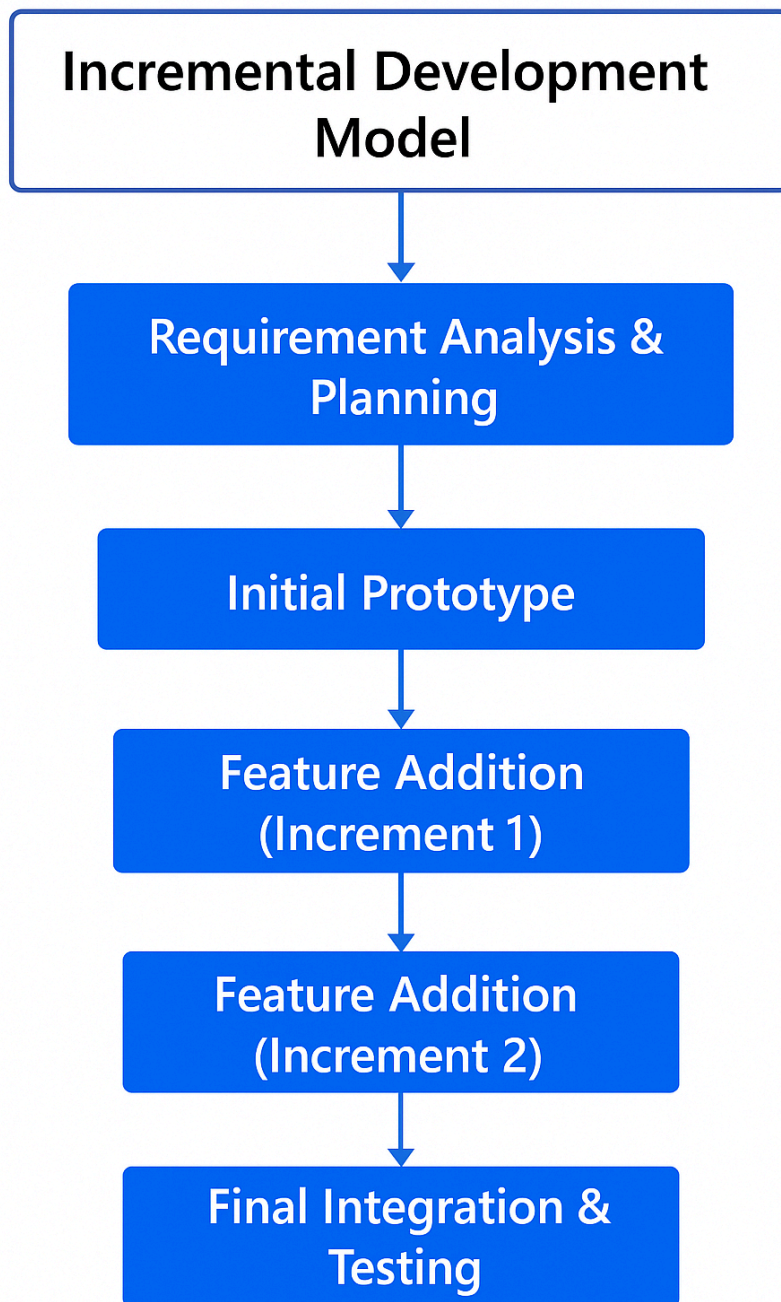 Incremental Development
Model
Requirement Analysis &
Planning
Initial Prototype
Feature Addition
(Increment 1)
Feature Addition
(Increment 2)
Final Integration &
Testing